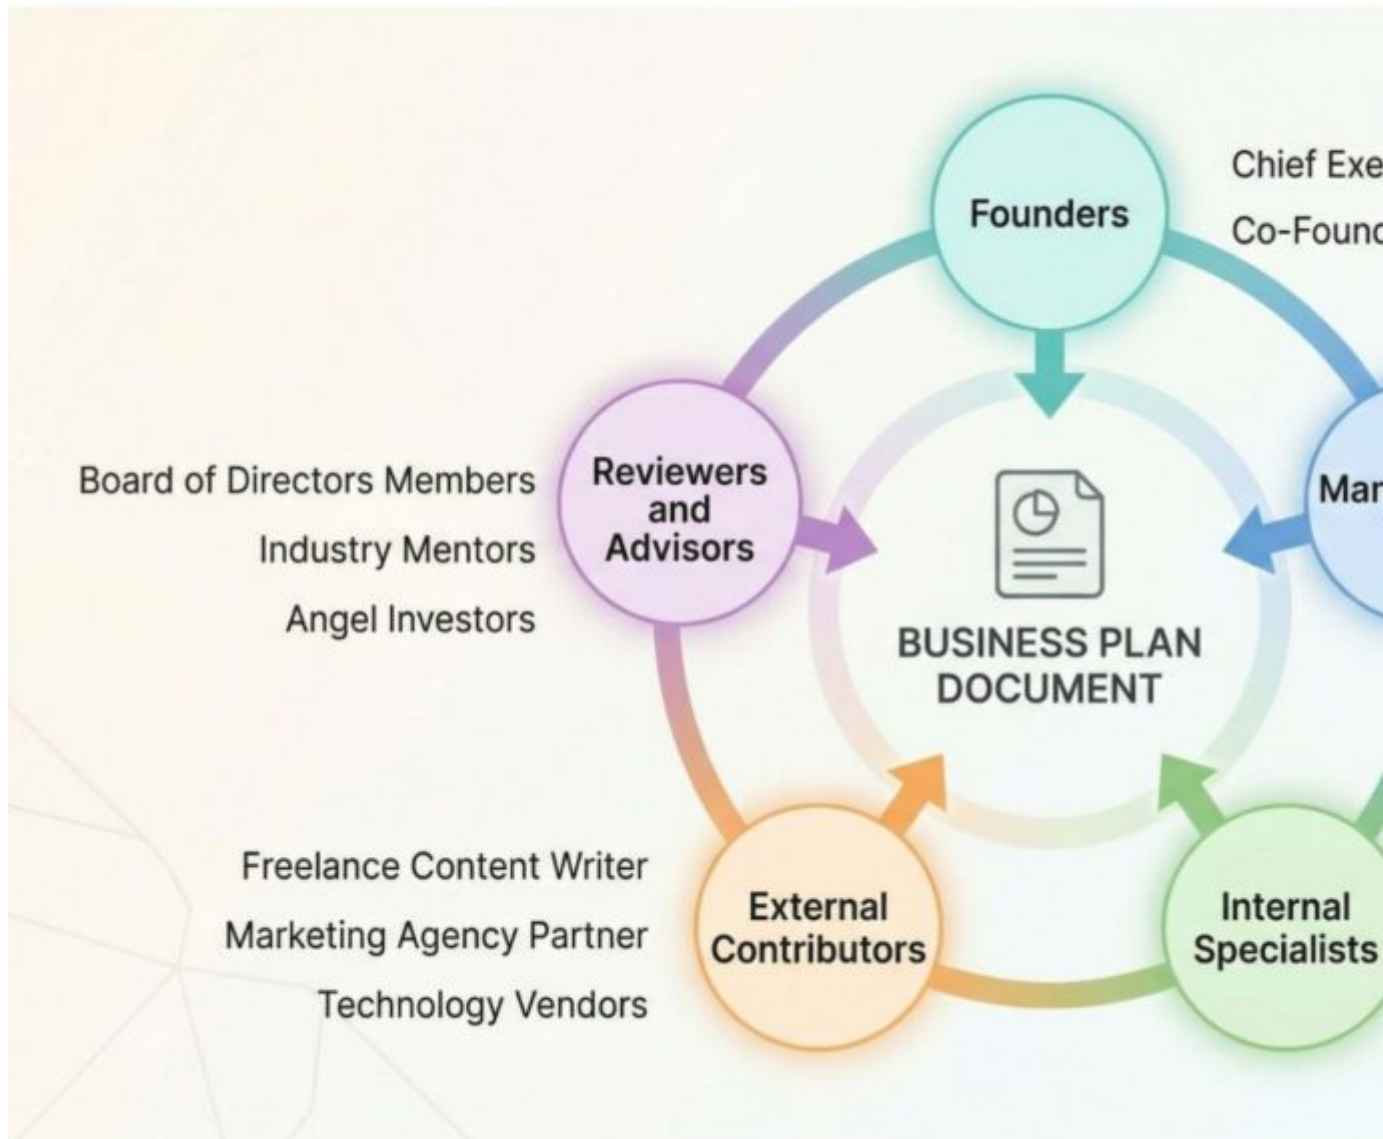 Founders
Chief Exe
Co-Found
Reviewers
and
Advisors
Board of Directors Members
Industry Mentors
Angel Investors
Mar
BUSINESS PLAN
DOCUMENT
External
Contributors
Freelance Content Writer
Marketing Agency Partner
Technology Vendors
Internal
Specialists